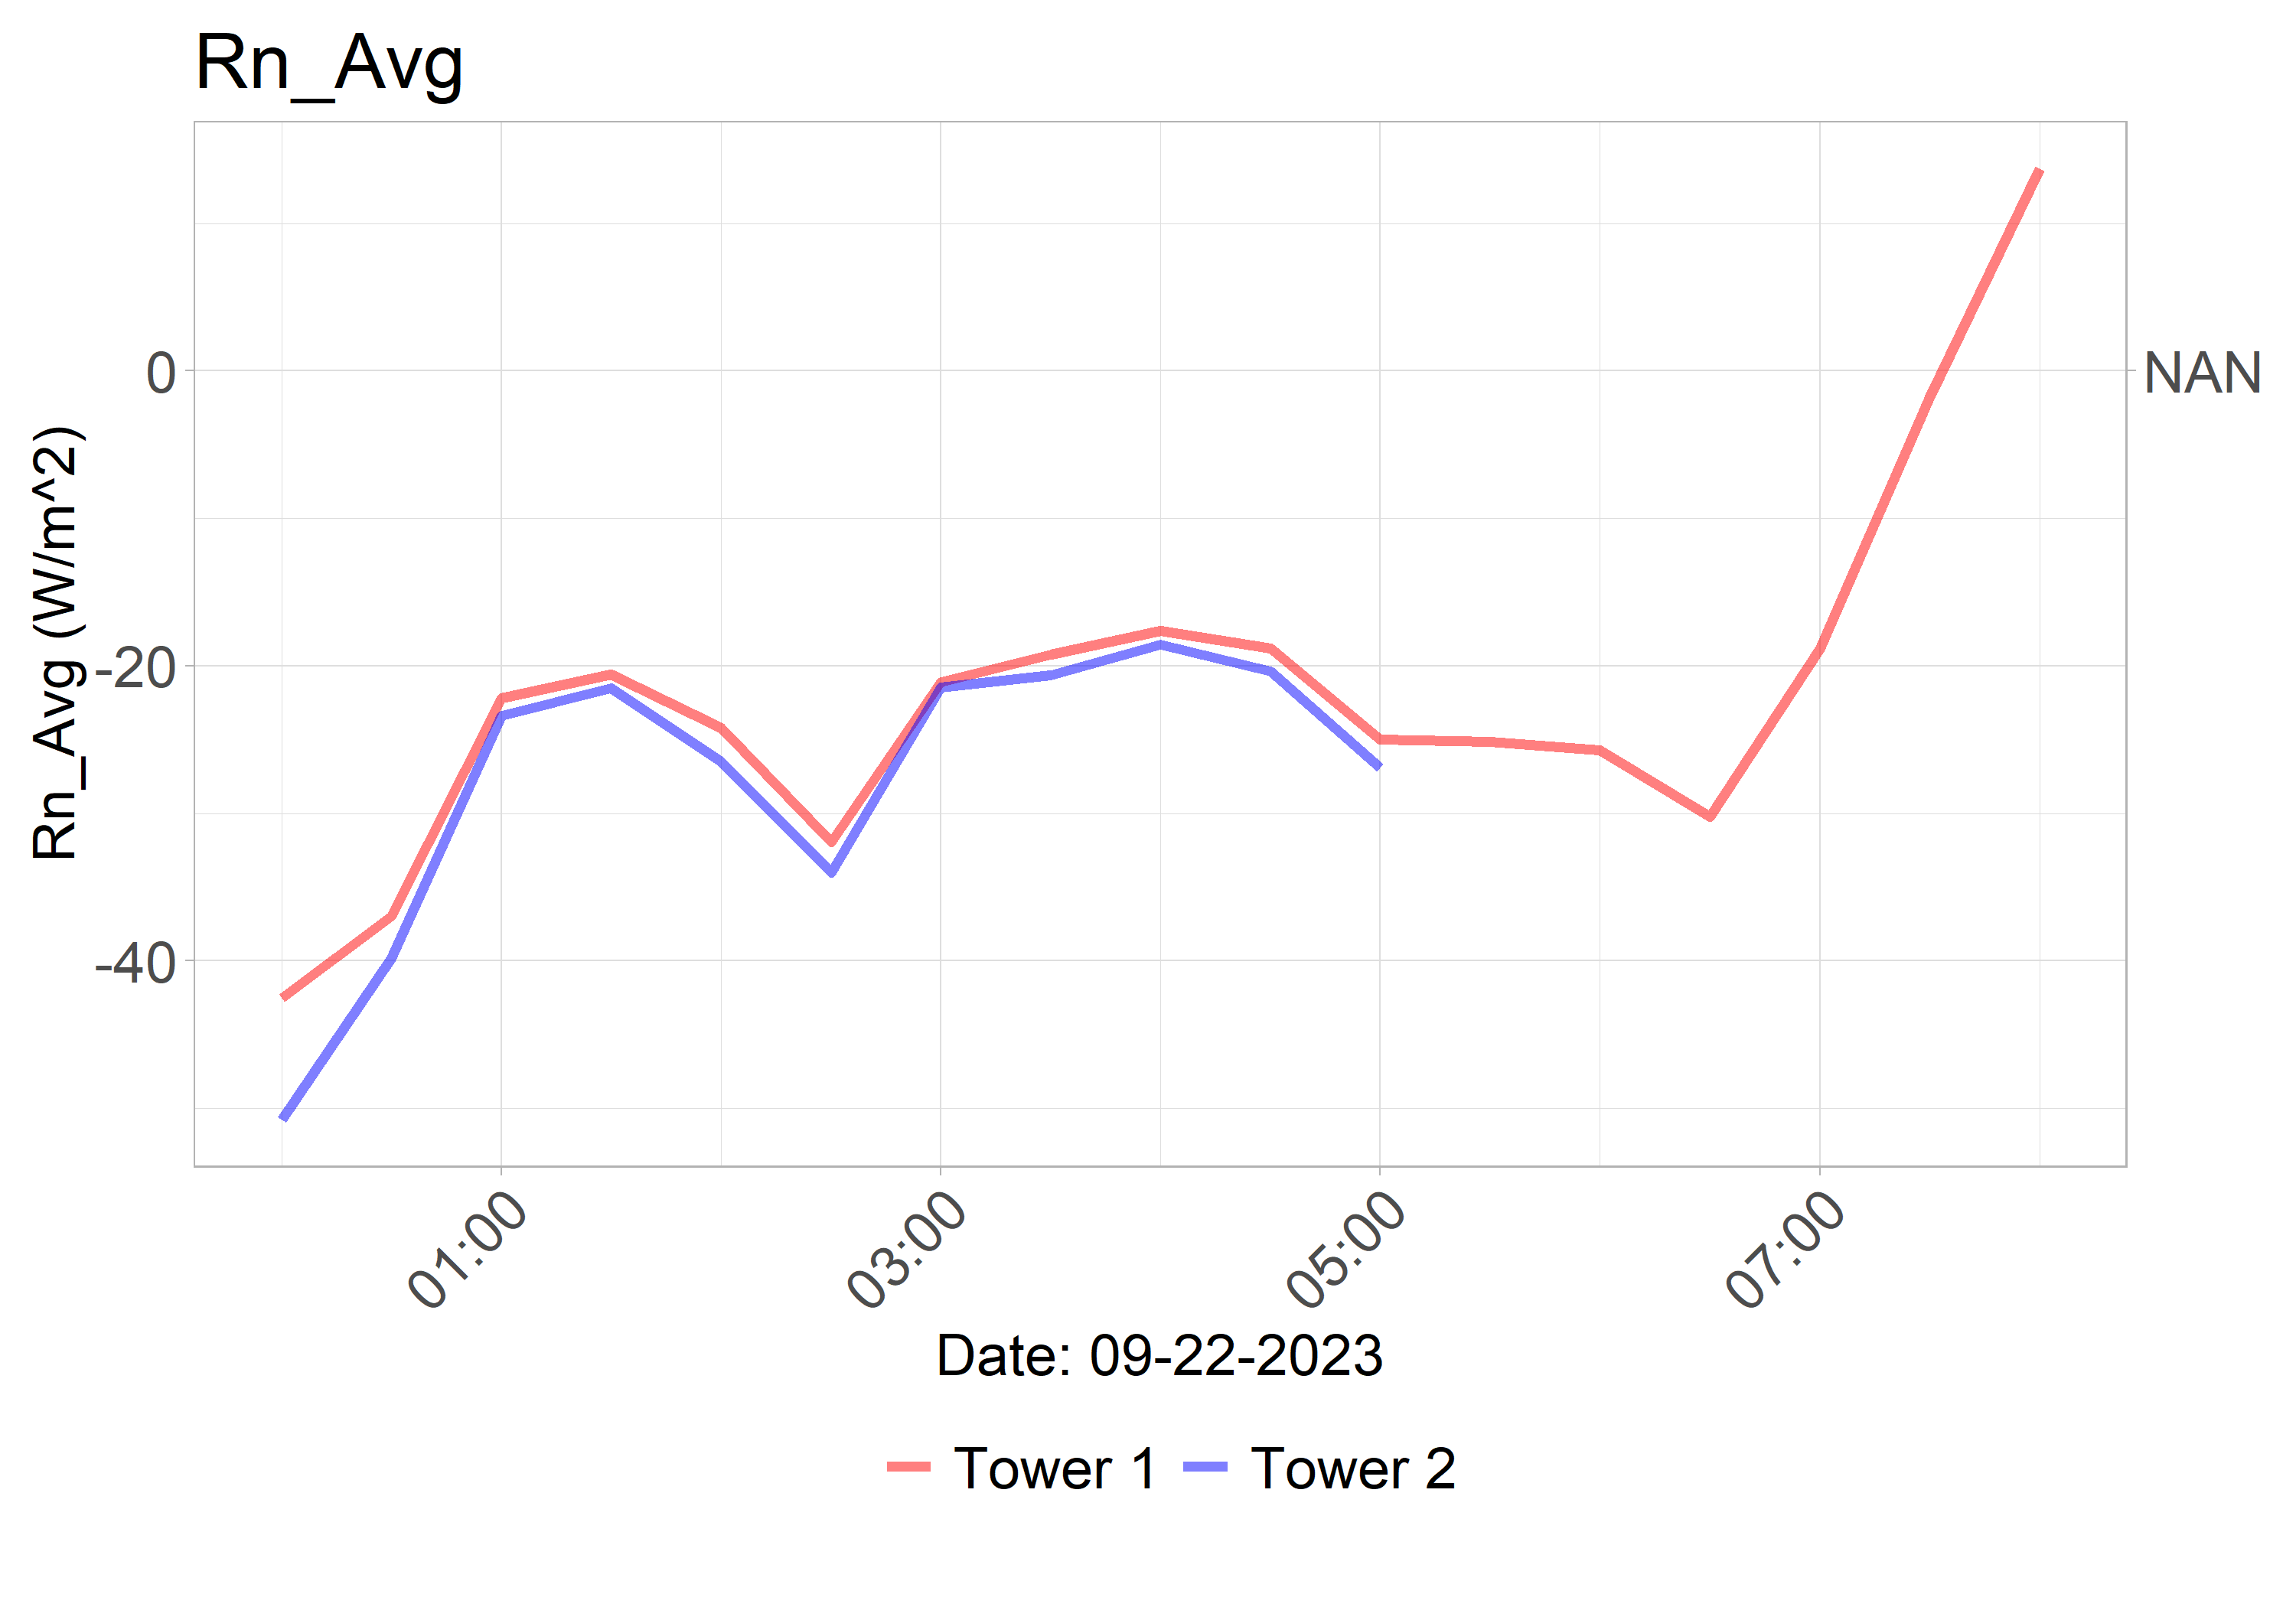 Rn_Avg
Rn_Avg (W/m^2)
0
-20
-40
NAN
01:00
03:00
05:00
07:00
Date: 09-22-2023
Tower 1
Tower 2